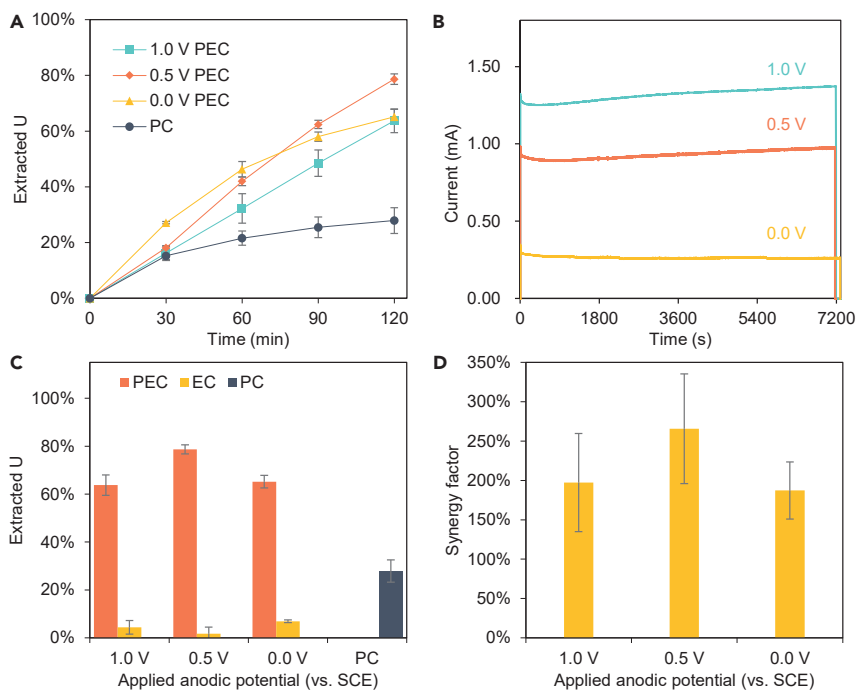 A
100%
80%
60%
40%
20%
0%
Extracted U
1.0 V PEC
0.5 V PEC
0.0 V PEC
PC
0 30 60 90 120
Time (min)
B
1.50
1.00
0.50
0.00
Current (mA)
1.0 V
0.5 V
0.0 V
0 1800 3600 5400 7200
Time (s)
C
PEC EC PC
100%
80%
60%
40%
20%
0%
Extracted U
1.0 V 0.5 V 0.0 V PC
Applied anodic potential (vs. SCE)
D
350%
300%
250%
200%
150%
100%
50%
0%
Synergy factor
1.0 V 0.5 V 0.0 V
Applied anodic potential (vs. SCE)